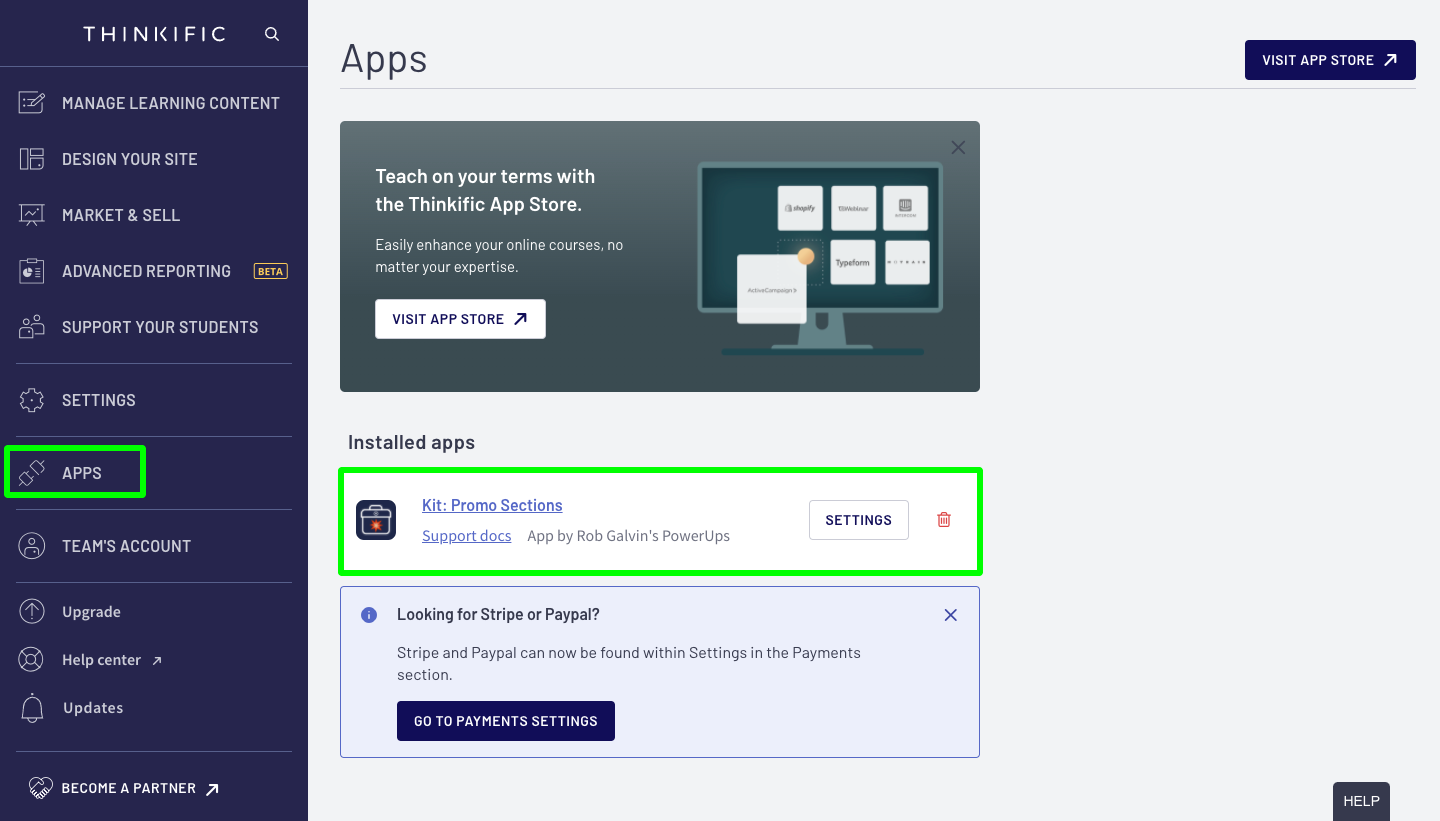 THINKIFIC
MANAGE LEARNING CONTENT
DESIGN YOUR SITE
MARKET & SELL
ADVANCED REPORTING BETA
SUPPORT YOUR STUDENTS
SETTINGS
APPS
TEAM'S ACCOUNT
Upgrade
Help center
Updates
BECOME A PARTNER
Apps
VISIT APP STORE
Teach on your terms with
the Thinkific App Store.
Easily enhance your online courses, no
matter your expertise.
VISIT APP STORE
shopify
Webinar
INTERCOM
Typeform
ActiveCampaign
Installed apps
Kit: Promo Sections
Support docs App by Rob Galvin's PowerUps
SETTINGS
Looking for Stripe or Paypal?
Stripe and Paypal can now be found within Settings in the Payments
section.
GO TO PAYMENTS SETTINGS
HELP